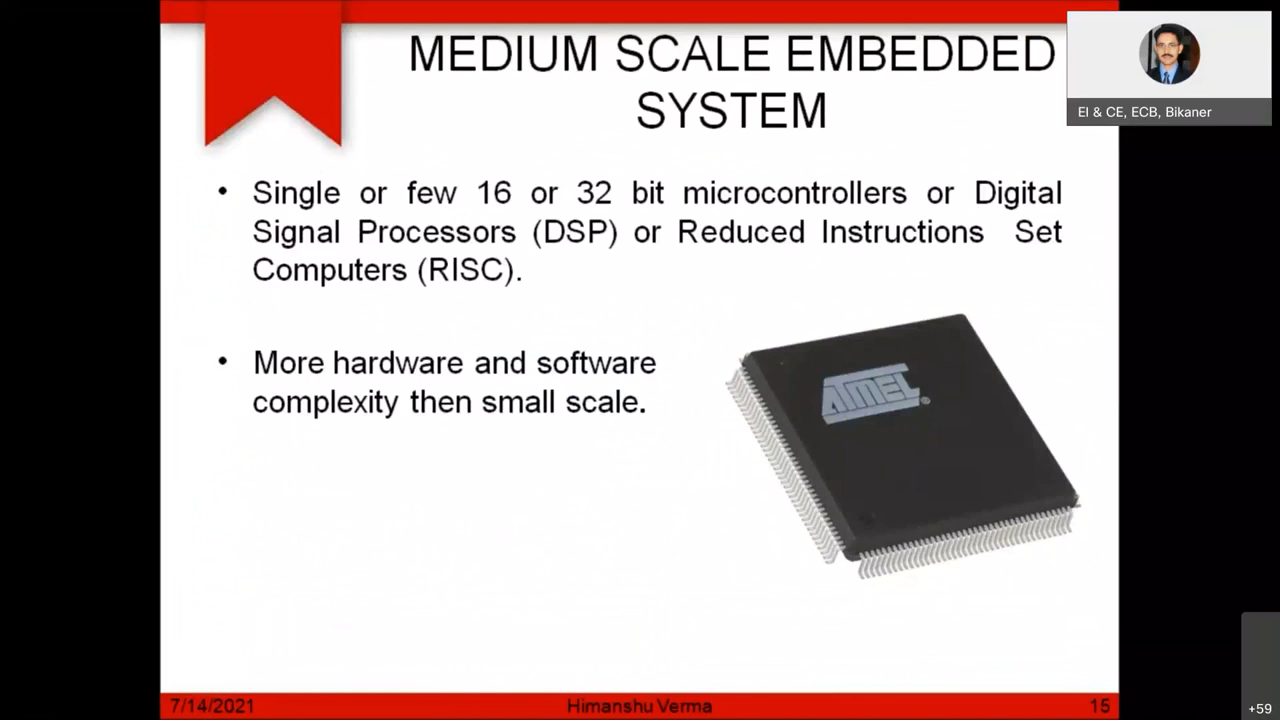 MEDIUM SCALE EMBEDDED
SYSTEM
EI & CE, ECB, Bikaner
• Single or few 16 or 32 bit microcontrollers or Digital
Signal Processors (DSP) or Reduced Instructions Set
Computers (RISC).
• More hardware and software
complexity then small scale.
ATMEL®
7/14/2021
Himanshu Verma
15
+59